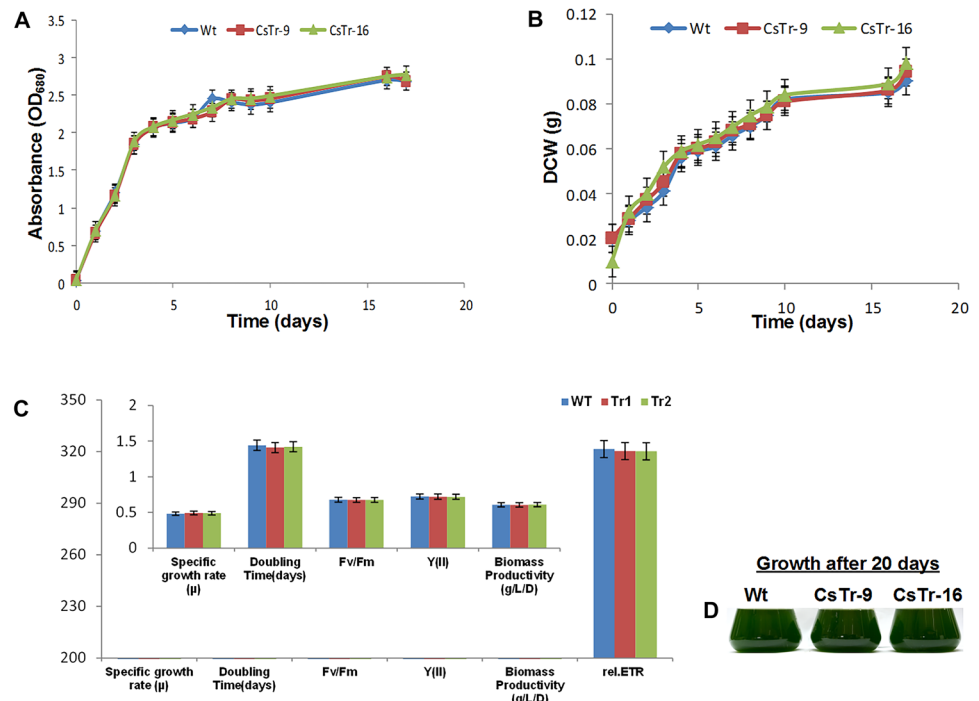 A
Absorbance (OD680)
3.5
3
2.5
2
1.5
1
0.5
0
Wt CsTr-9 CsTr-16
0 5 10 15 20
Time (days)
B
DCW (g)
0.12
0.1
0.08
0.06
0.04
0.02
0
Wt CsTr-9 CsTr-16
0 5 10 15 20
Time (days)
C
350
320
290
260
230
200
WT Tr1 Tr2
2
1.5
1
0.5
0
Specific Doubling Fv/Fm Y(II) Biomass
growth rate Time(days) Productivity
(µ) (g/L/D)
Specific growth Doubling Fv/Fm Y(II) Biomass rel.ETR
rate (µ) Time(days) Productivity
(g/L/D)
D
Growth after 20 days
Wt CsTr-9 CsTr-16